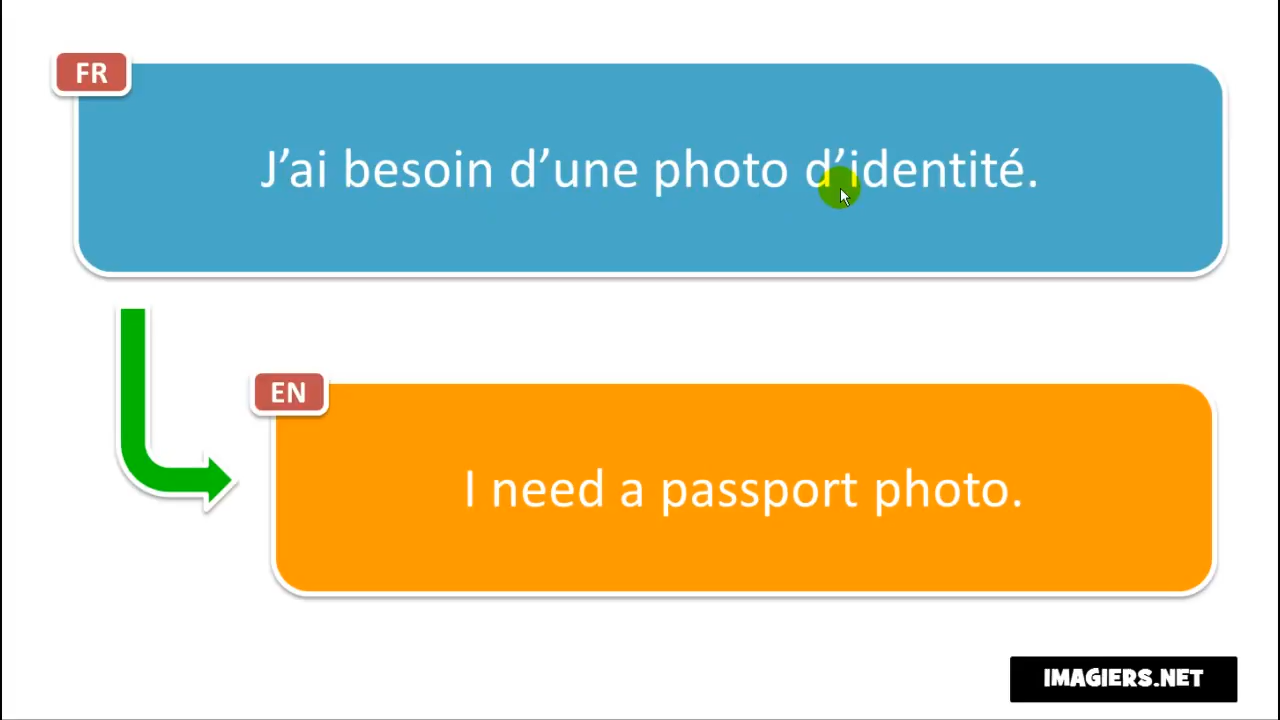 FR
J’ai besoin d’une photo d’identité.
EN
I need a passport photo.
IMAGIERS.NET